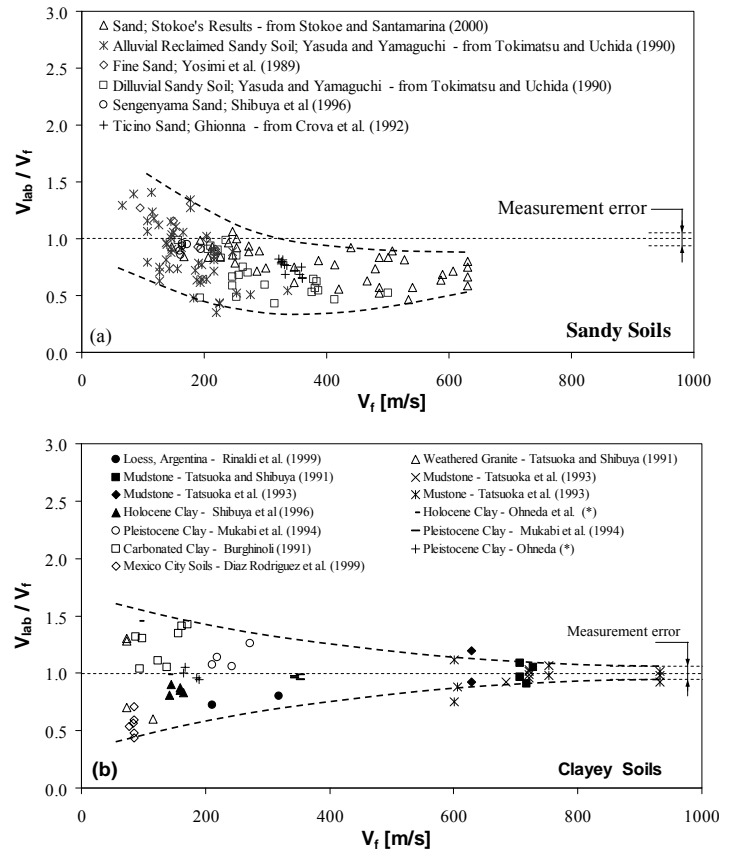 Sand; Stokoe's Results - from Stokoe and Santamarina (2000)
Alluvial Reclaimed Sandy Soil; Yasuda and Yamaguchi - from Tokimatsu and Uchida (1990)
Fine Sand; Yosimi et al. (1989)
Dilluvial Sandy Soil; Yasuda and Yamaguchi - from Tokimatsu and Uchida (1990)
Sengenyama Sand; Shibuya et al (1996)
Ticino Sand; Ghionna - from Crova et al. (1992)
3.0
2.5
2.0
1.5
1.0
0.5
0.0
Vlab / Vf
Measurement error
(a)
Sandy Soils
0
200
400
600
800
1000
Vf [m/s]
Loess, Argentina - Rinaldi et al. (1999)
Mudstone - Tatsuoka and Shibuya (1991)
Mudstone - Tatsuoka et al. (1993)
Holocene Clay - Shibuya et al (1996)
Pleistocene Clay - Mukabi et al. (1994)
Carbonated Clay - Burghinoli (1991)
Mexico City Soils - Diaz Rodriguez et al. (1999)
Weathered Granite - Tatsuoka and Shibuya (1991)
Mudstone - Tatsuoka et al. (1993)
Mustone - Tatsuoka et al. (1993)
Holocene Clay - Ohneda et al. (*)
Pleistocene Clay - Mukabi et al. (1994)
Pleistocene Clay - Ohneda (*)
3.0
2.5
2.0
1.5
1.0
0.5
0.0
Vlab / Vf
Measurement error
(b)
Clayey Soils
0
200
400
600
800
1000
Vf [m/s]